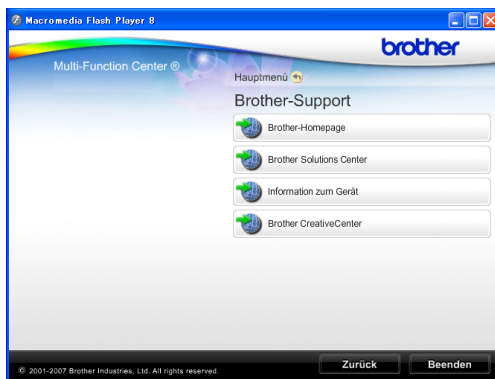 Macromedia Flash Player 8
brother
Multi-Function Center ®
Hauptmenü
Brother-Support
Brother-Homepage
Brother Solutions Center
Information zum Gerät
Brother CreativeCenter
© 2001-2007 Brother Industries, Ltd. All rights reserved.
Zurück
Beenden